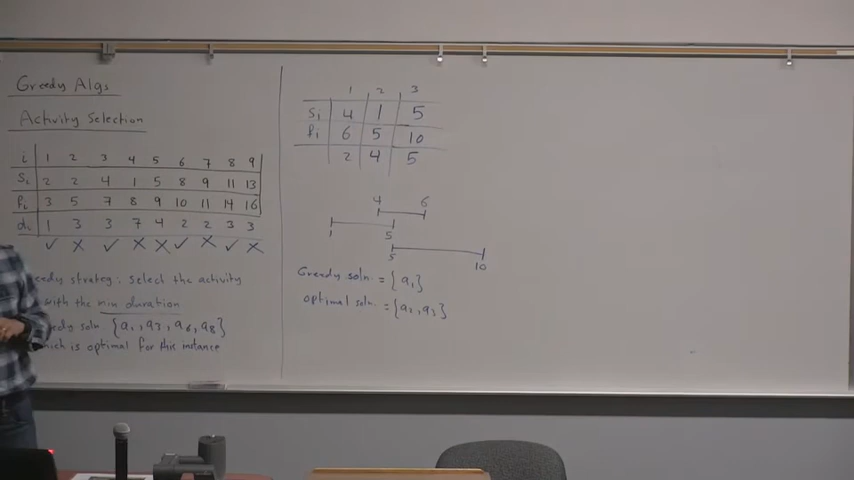 Greedy Algs
Activity Selection
i 1 2 3 4 5 6 7 8 9
Si 2 2 4 1 5 8 9 11 13
fi 3 5 7 8 9 10 11 14 16
di 1 3 3 7 4 2 2 3 3
✓ X ✓ X X ✓ X ✓ X
strategy: select the activity
with the min duration
soln {a1, a3, a6, a8}
is optimal for this instance
1 2 3
Si 4 1 5
fi 6 5 10
2 4 5
4 6
1 5
5 10
Greedy soln. = {a1}
optimal soln. = {a2, a3}